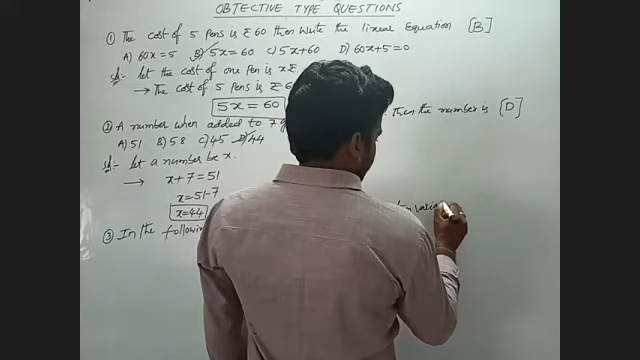 OBTECTIVE TYPE QUESTIONS
① The cost of 5 pens is ₹ 60 then write the lineal Equation [B]
A) 60x = 5 B) 5x = 60 C) 5x+60 D) 60x+5=0
Sol:- let the cost of one pen is x₹
→ The cost of 5 pens is ₹ 6
5x = 60
② A number when added to 7 g Then the number is [D]
A) 51 B) 58 C) 45 D) 44
Sol:- let a number be x.
→ x + 7 = 51
x = 51-7
x = 44
③ In the followin